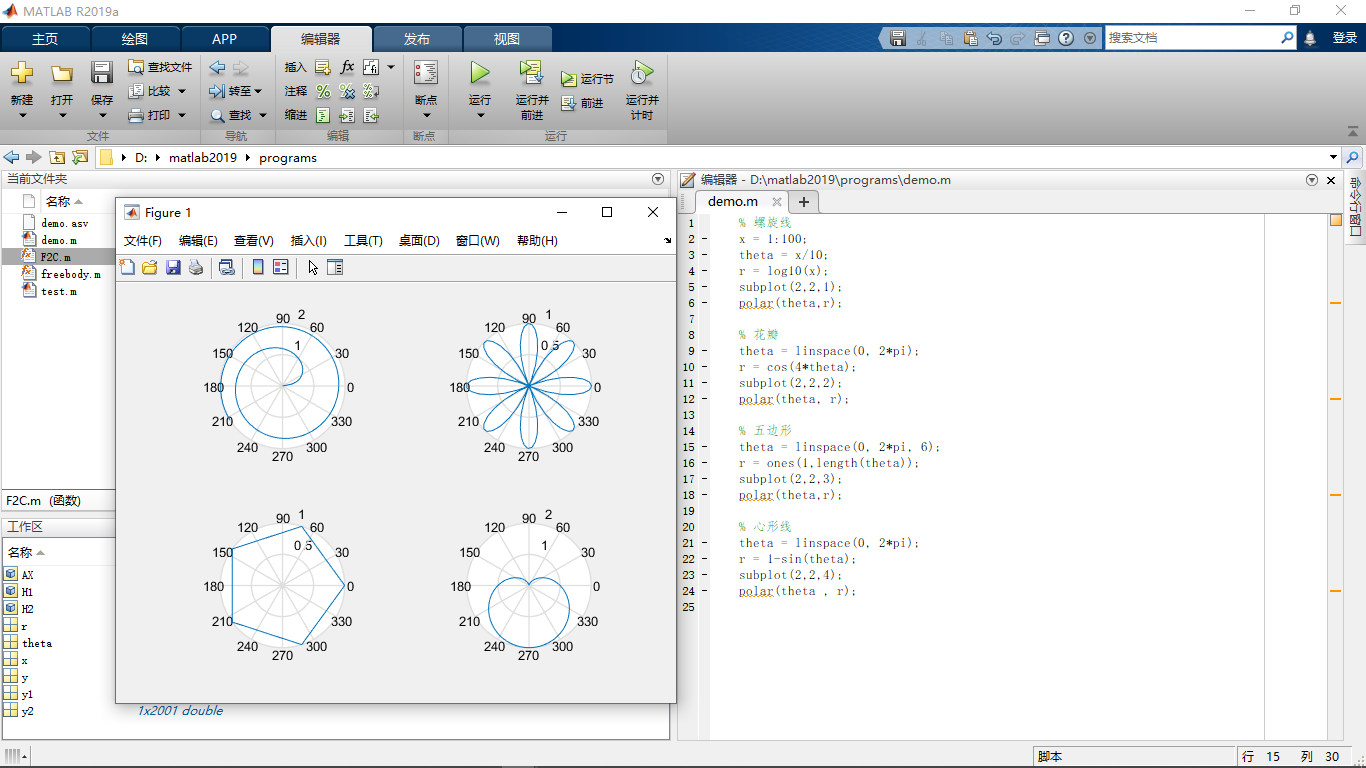 MATLAB R2019a
主页 绘图 APP 编辑器 发布 视图 搜索文档 登录
新建 打开 保存 查找文件 比较 打印
转至 查找
插入 fx
注释
缩进
断点
运行 运行并前进 运行节 前进 运行并计时
文件 导航 编辑 断点 运行
D: matlab2019 programs
当前文件夹
名称
demo.asv
demo.m
F2C.m
freebody.m
test.m
F2C.m (函数)
工作区
名称
AX
H1
H2
r
theta
x
y
y1
y2 1x2001 double
Figure 1
文件(F) 编辑(E) 查看(V) 插入(I) 工具(T) 桌面(D) 窗口(W) 帮助(H)
90 2
120 60
1
150 30
180 0
210 330
240 300
270
90 1
120 60
0.5
150 30
180 0
210 330
240 300
270
90 1
120 60
0.5
150 30
180 0
210 330
240 300
270
90 2
120 60
1
150 30
180 0
210 330
240 300
270
编辑器 - D:\matlab2019\programs\demo.m
demo.m
1 % 螺旋线
2 - x = 1:100;
3 - theta = x/10;
4 - r = log10(x);
5 - subplot(2,2,1);
6 - polar(theta,r);
7
8 % 花瓣
9 - theta = linspace(0, 2*pi);
10 - r = cos(4*theta);
11 - subplot(2,2,2);
12 - polar(theta, r);
13
14 % 五边形
15 - theta = linspace(0, 2*pi, 6);
16 - r = ones(1,length(theta));
17 - subplot(2,2,3);
18 - polar(theta,r);
19
20 % 心形线
21 - theta = linspace(0, 2*pi);
22 - r = 1-sin(theta);
23 - subplot(2,2,4);
24 - polar(theta , r);
25
命令行窗口
脚本 行 15 列 30